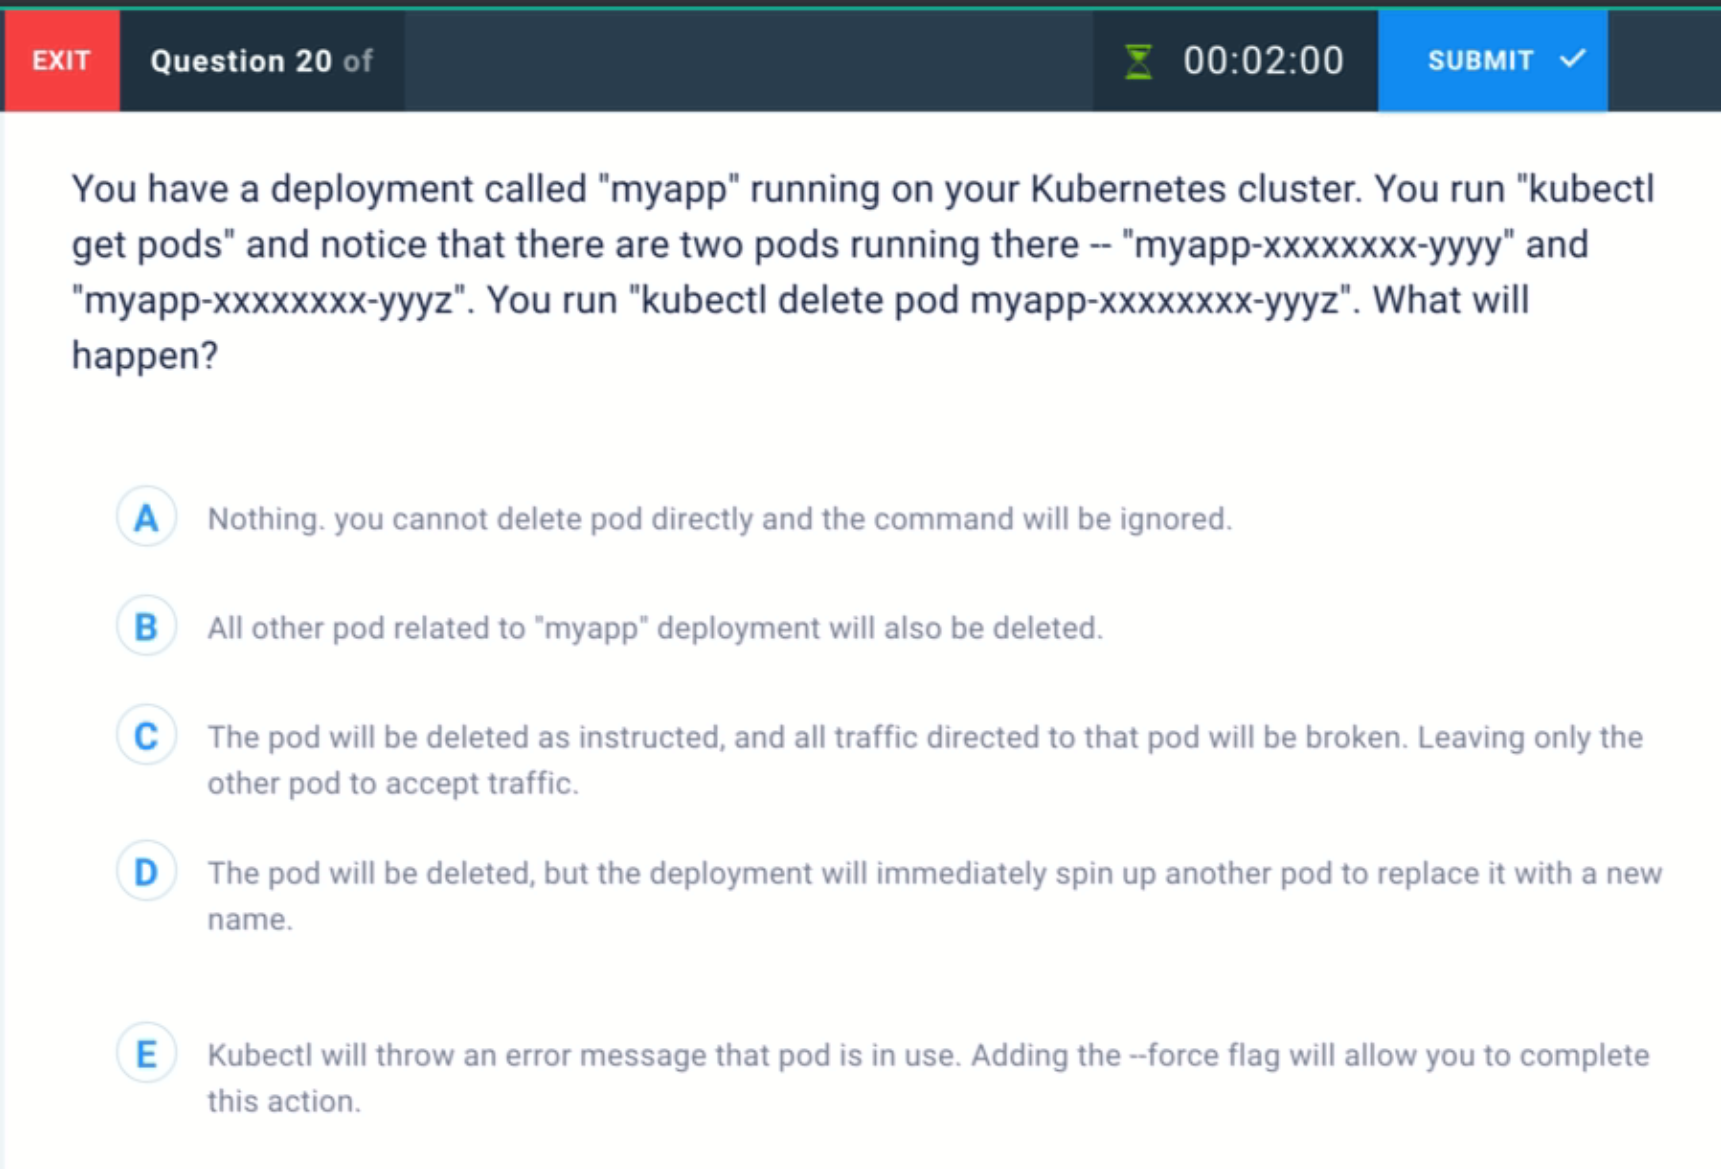 EXIT
Question 20 of
00:02:00
SUBMIT
You have a deployment called "myapp" running on your Kubernetes cluster. You run "kubectl
get pods" and notice that there are two pods running there -- "myapp-xxxxxxxx-yyyy" and
"myapp-xxxxxxxx-yyyz". You run "kubectl delete pod myapp-xxxxxxxx-yyyz". What will
happen?
A
Nothing. you cannot delete pod directly and the command will be ignored.
B
All other pod related to "myapp" deployment will also be deleted.
C
The pod will be deleted as instructed, and all traffic directed to that pod will be broken. Leaving only the
other pod to accept traffic.
D
The pod will be deleted, but the deployment will immediately spin up another pod to replace it with a new
name.
E
Kubectl will throw an error message that pod is in use. Adding the --force flag will allow you to complete
this action.